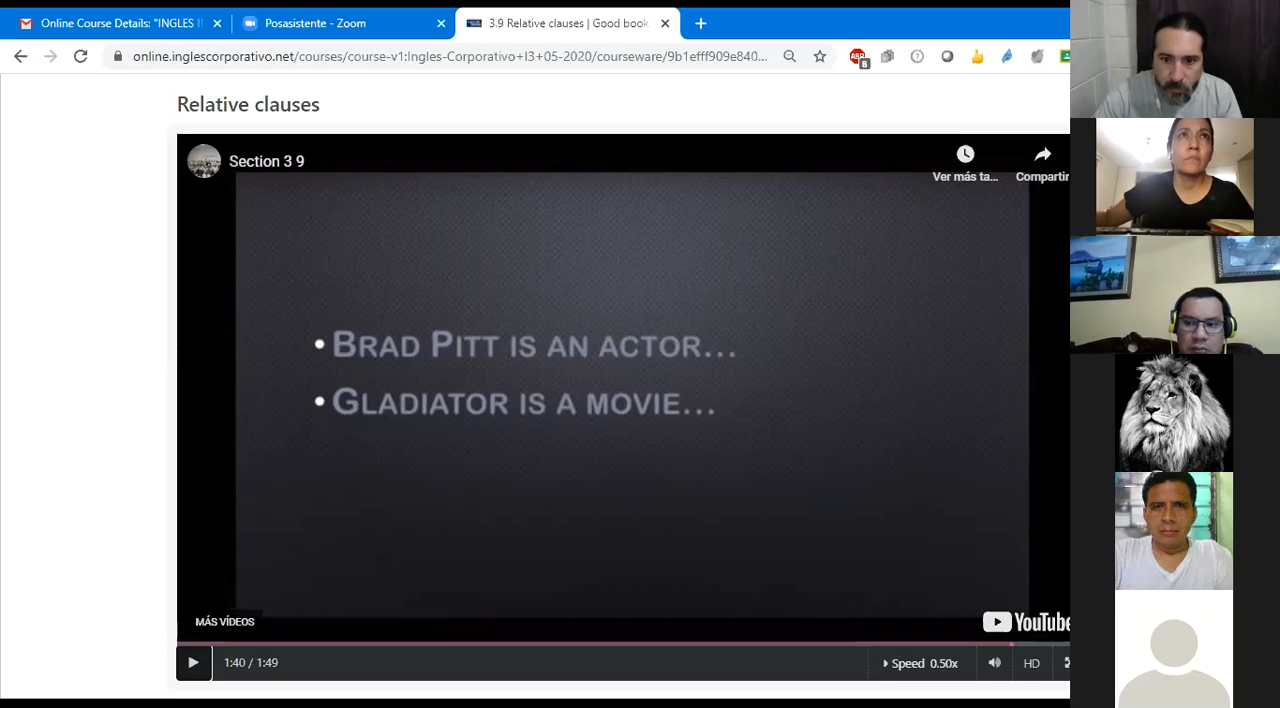 Online Course Details: "INGLES I
Posasistente - Zoom
3.9 Relative clauses | Good book
online.inglescorporativo.net/courses/course-v1:Ingles-Corporativo+I3+05-2020/courseware/9b1efff909e840...
8
Relative clauses
Section 3 9
Ver más ta...
Compartir
• BRAD PITT IS AN ACTOR...
• GLADIATOR IS A MOVIE...
MÁS VÍDEOS
YouTube
1:40 / 1:49
Speed 0.50x
HD